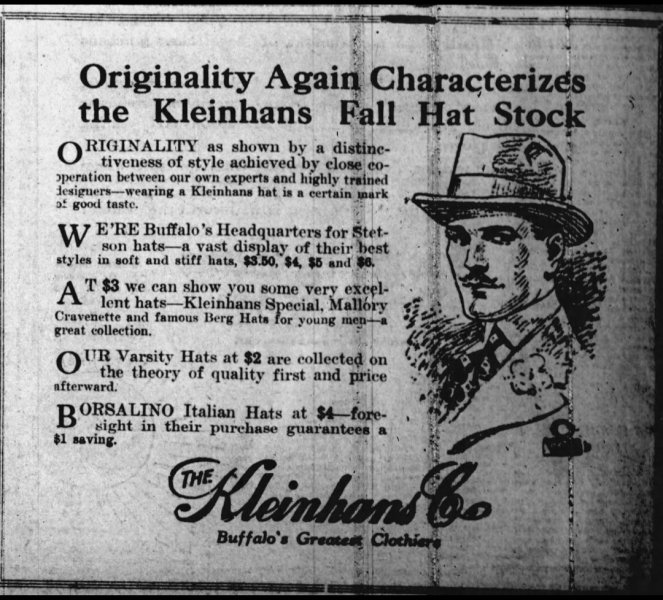 Originality Again Characterizes
the Kleinhans Fall Hat Stock
ORIGINALITY as shown by a distinc-
tiveness of style achieved by close co-
operation between our own experts and highly trained
designers—wearing a Kleinhans hat is a certain mark
of good taste.
WE'RE Buffalo's Headquarters for Stet-
son hats—a vast display of their best
styles in soft and stiff hats, $3.50, $4, $5 and $6.
AT $3 we can show you some very excel-
lent hats—Kleinhans Special, Mallory
Cravenette and famous Berg Hats for young men—a
great collection.
OUR Varsity Hats at $2 are collected on
the theory of quality first and price
afterward.
BORSALINO Italian Hats at $4—fore-
sight in their purchase guarantees a
$1 saving.
THE
Kleinhans Co
Buffalo's Greatest Clothiers